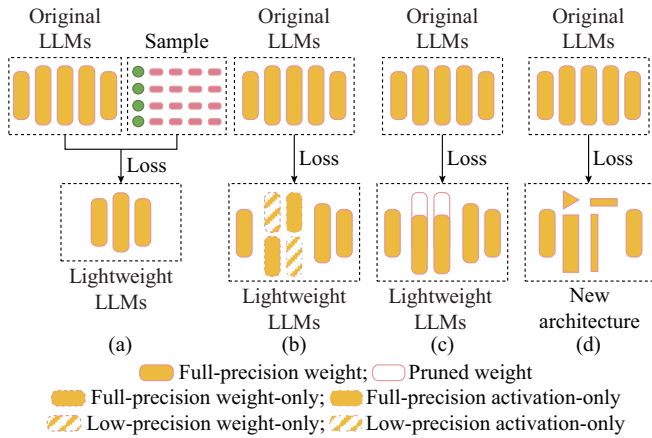 Original
LLMs
Sample
Original
LLMs
Original
LLMs
Original
LLMs
Loss
Loss
Loss
Loss
Lightweight
LLMs
Lightweight
LLMs
Lightweight
LLMs
New
architecture
(a)
(b)
(c)
(d)
Full-precision weight; Pruned weight
Full-precision weight-only; Full-precision activation-only
Low-precision weight-only; Low-precision activation-only